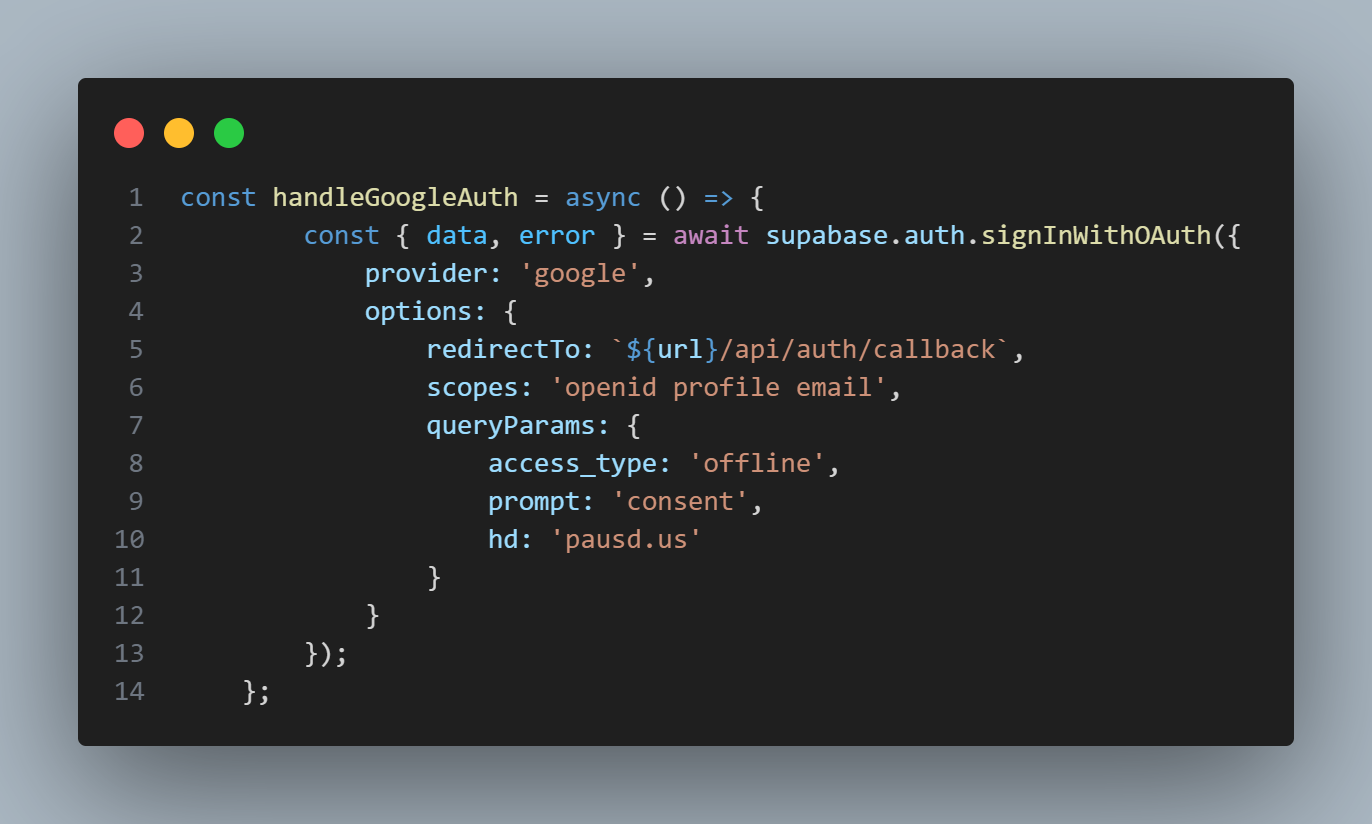 1 const handleGoogleAuth = async () => {
2         const { data, error } = await supabase.auth.signInWithOAuth({
3             provider: 'google',
4             options: {
5                 redirectTo: `${url}/api/auth/callback`,
6                 scopes: 'openid profile email',
7                 queryParams: {
8                     access_type: 'offline',
9                     prompt: 'consent',
10                     hd: 'pausd.us'
11                 }
12             }
13         });
14     };